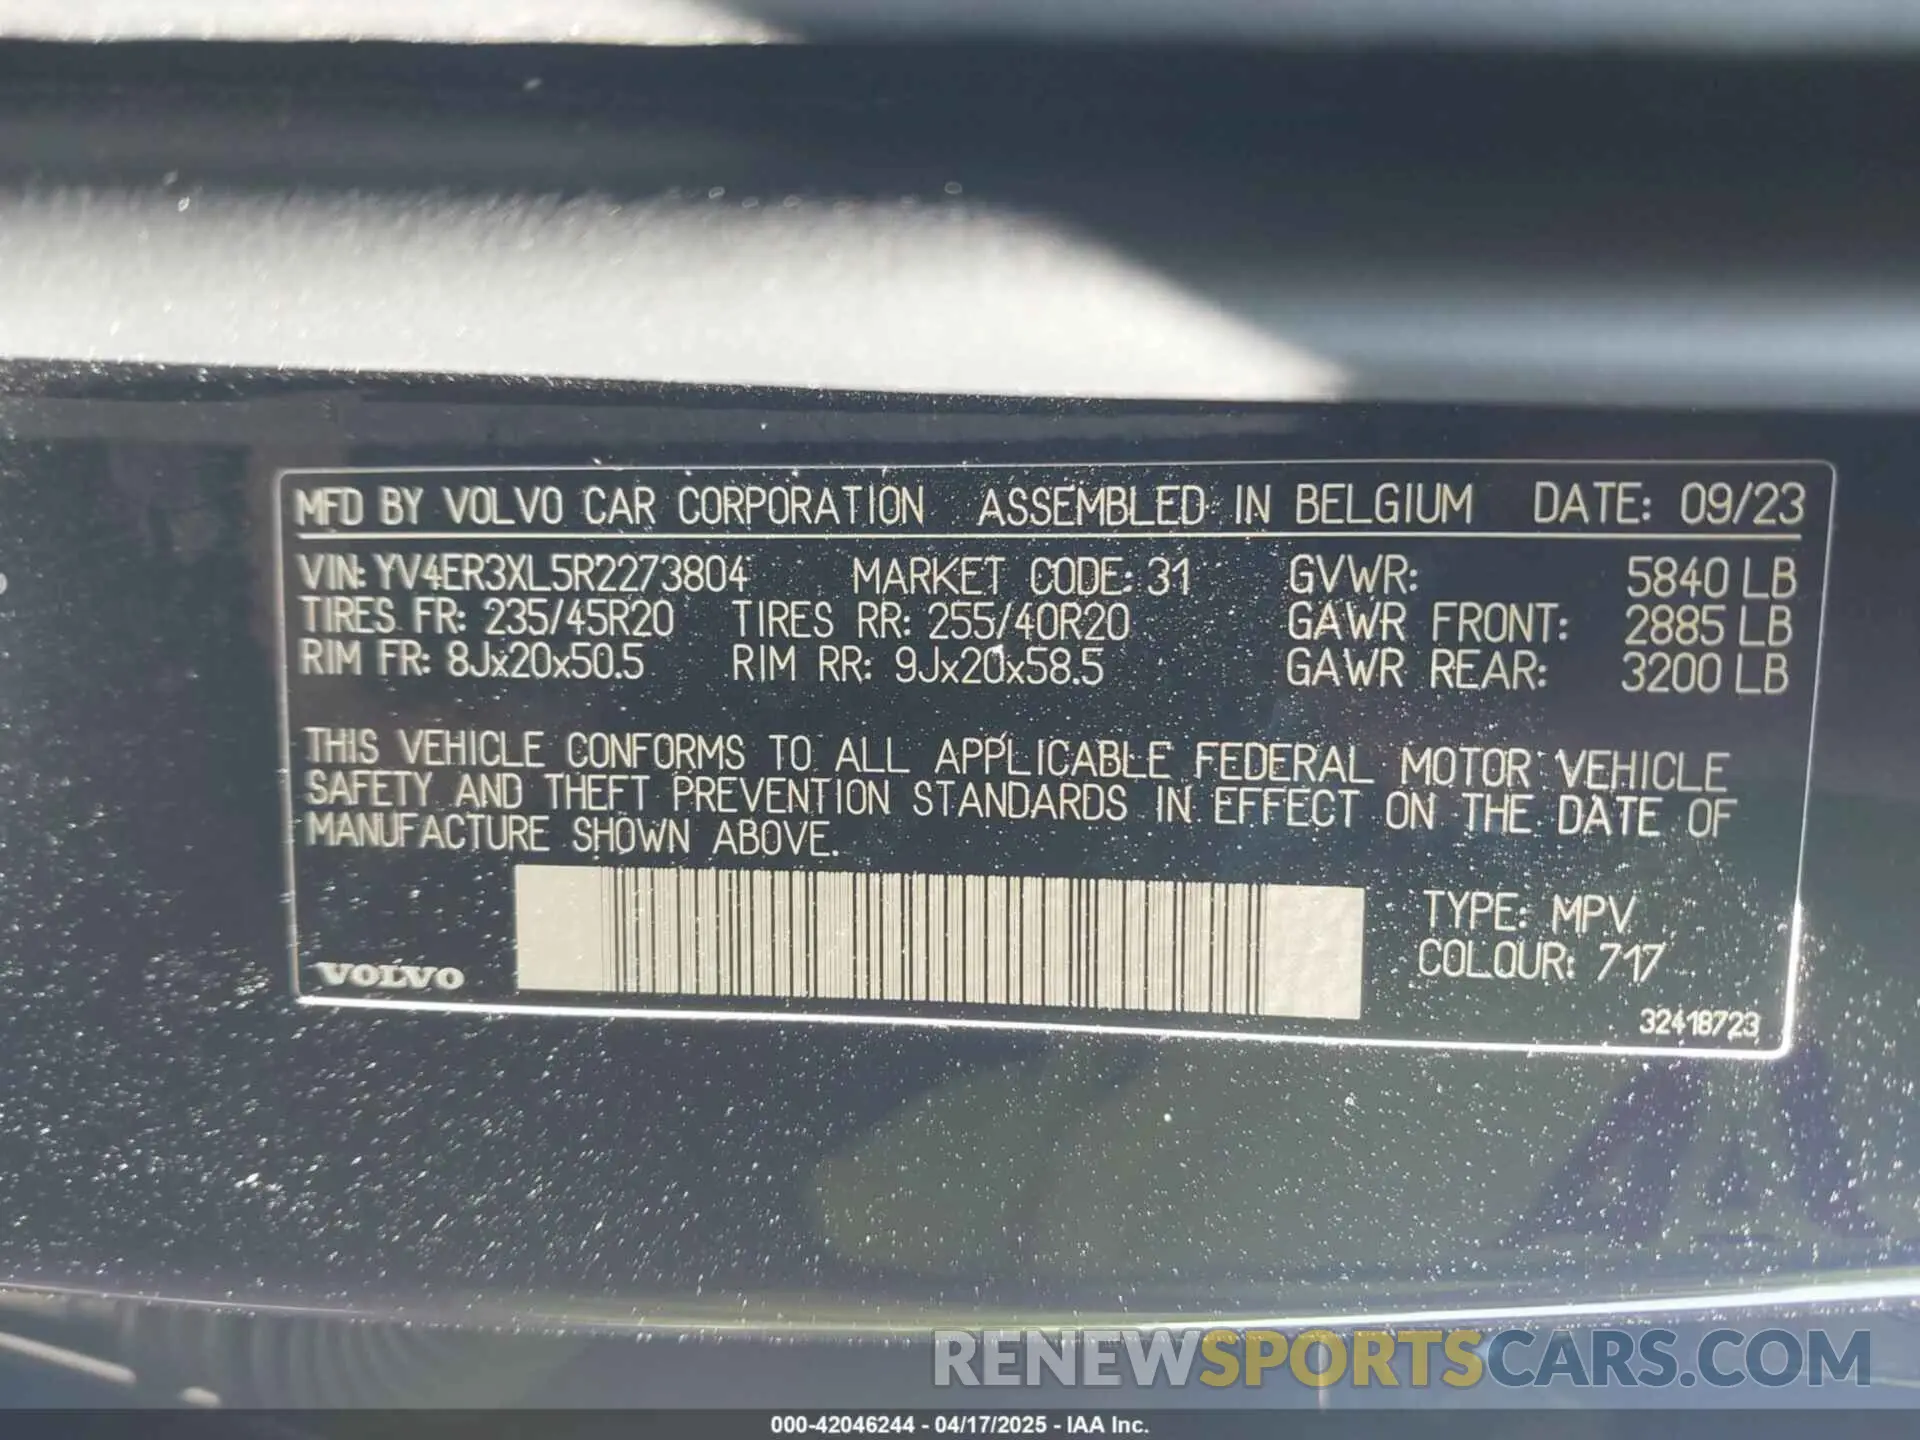 MFD BY VOLVO CAR CORPORATION ASSEMBLED IN BELGIUM DATE: 09/23
VIN: YV4ER3XL5R2273804 MARKET CODE: 31 GVWR: 5840 LB
TIRES FR: 235/45R20 TIRES RR: 255/40R20 GAWR FRONT: 2885 LB
RIM FR: 8Jx20x50.5 RIM RR: 9Jx20x58.5 GAWR REAR: 3200 LB
THIS VEHICLE CONFORMS TO ALL APPLICABLE FEDERAL MOTOR VEHICLE
SAFETY AND THEFT PREVENTION STANDARDS IN EFFECT ON THE DATE OF
MANUFACTURE SHOWN ABOVE.
TYPE: MPV
COLOUR: 717
VOLVO
32418723
RENEWSPORTSCARS.COM
000-42046244 - 04/17/2025 - IAA Inc.